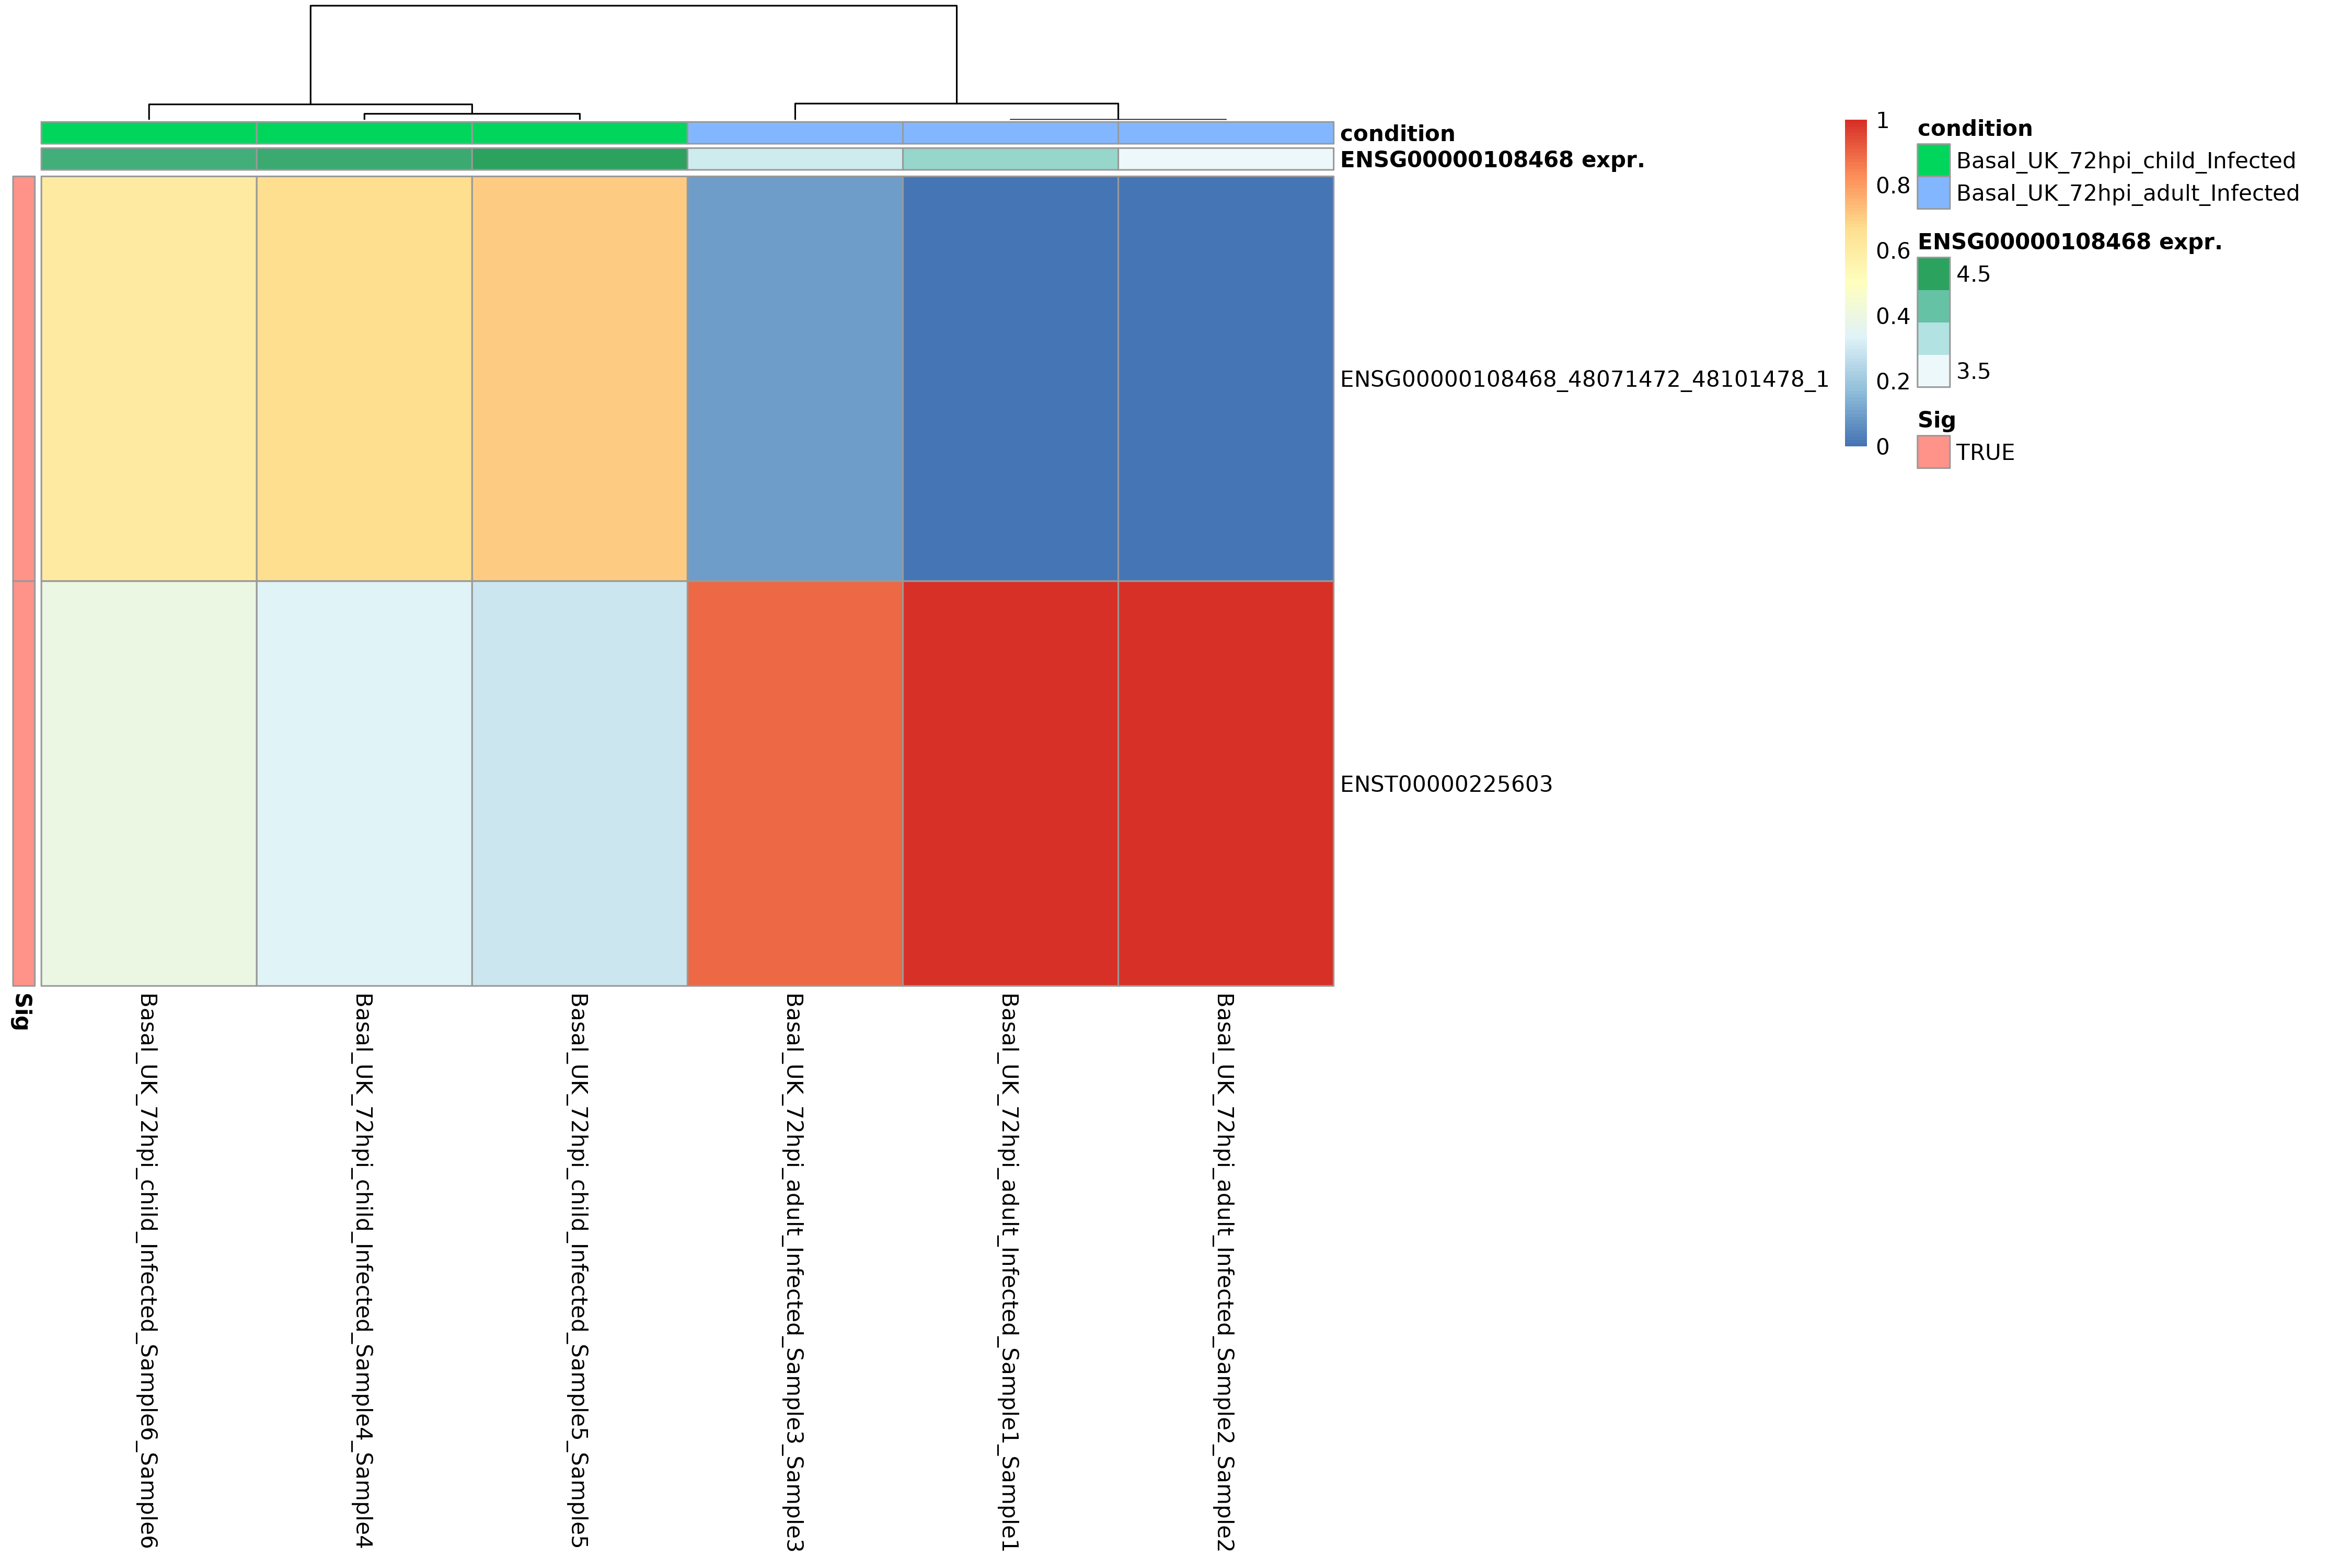 condition
ENSG00000108468 expr.
ENSG00000108468_48071472_48101478_1
ENST00000225603
1
0.8
0.6
0.4
0.2
0
condition
Basal_UK_72hpi_child_Infected
Basal_UK_72hpi_adult_Infected
ENSG00000108468 expr.
4.5
3.5
Sig
TRUE
Sig
Basal_UK_72hpi_child_Infected_Sample6_Sample6
Basal_UK_72hpi_child_Infected_Sample4_Sample4
Basal_UK_72hpi_child_Infected_Sample5_Sample5
Basal_UK_72hpi_adult_Infected_Sample3_Sample3
Basal_UK_72hpi_adult_Infected_Sample1_Sample1
Basal_UK_72hpi_adult_Infected_Sample2_Sample2